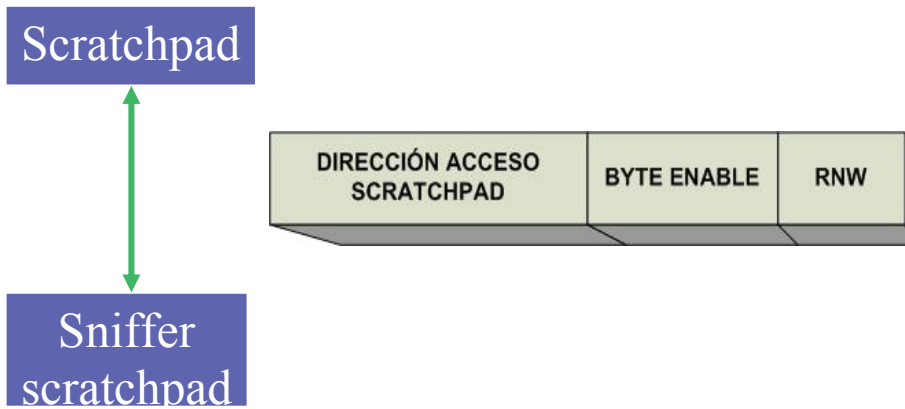 Scratchpad
DIRECCIÓN ACCESO
SCRATCHPAD
BYTE ENABLE
RNW
Sniffer
scratchpad